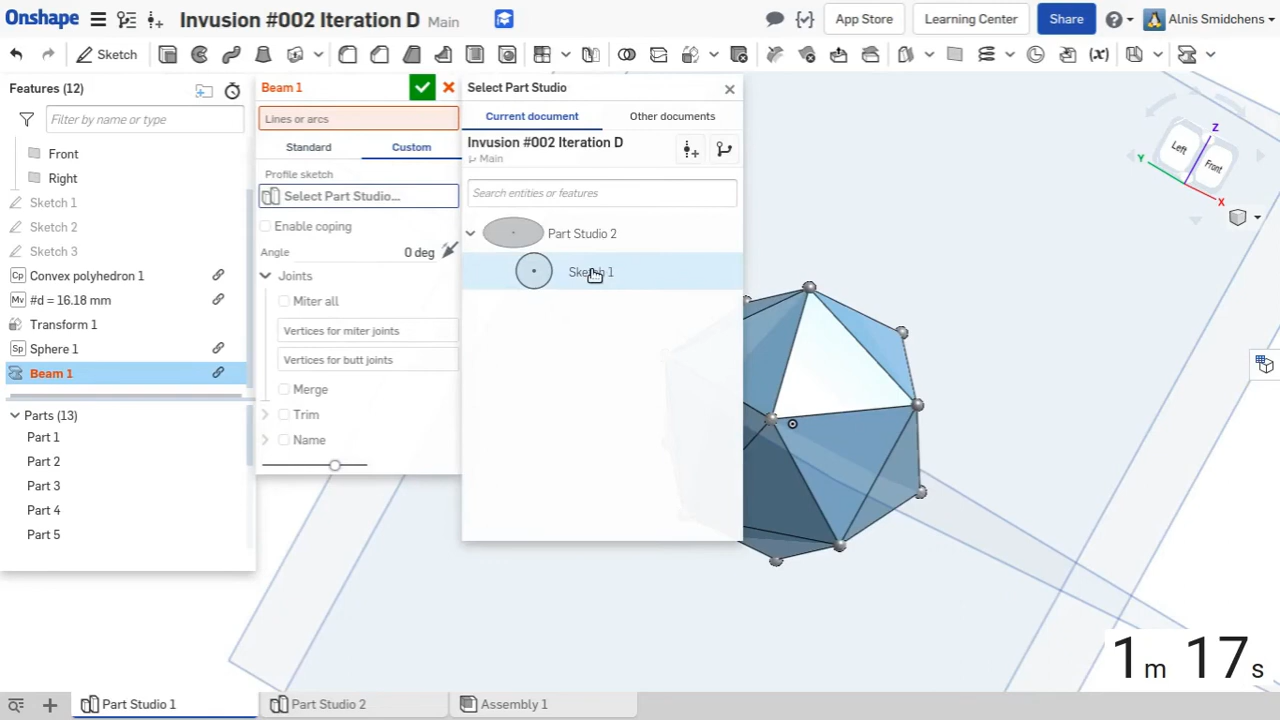 Onshape
Invusion #002 Iteration D Main
App Store
Learning Center
Share
Alnis Smidchens
Sketch
(x)
Features (12)
Filter by name or type
Front
Right
Sketch 1
Sketch 2
Sketch 3
Cp Convex polyhedron 1
Mv #d = 16.18 mm
Transform 1
Sp Sphere 1
Beam 1
Parts (13)
Part 1
Part 2
Part 3
Part 4
Part 5
Beam 1
Lines or arcs
Standard
Custom
Profile sketch
Select Part Studio...
Enable coping
Angle 0 deg
Joints
Miter all
Vertices for miter joints
Vertices for butt joints
Merge
Trim
Name
Select Part Studio
Current document
Other documents
Invusion #002 Iteration D
Main
Search entities or features
Part Studio 2
Sketch 1
Z
Left
Front
Y
X
1m 17s
Part Studio 1
Part Studio 2
Assembly 1